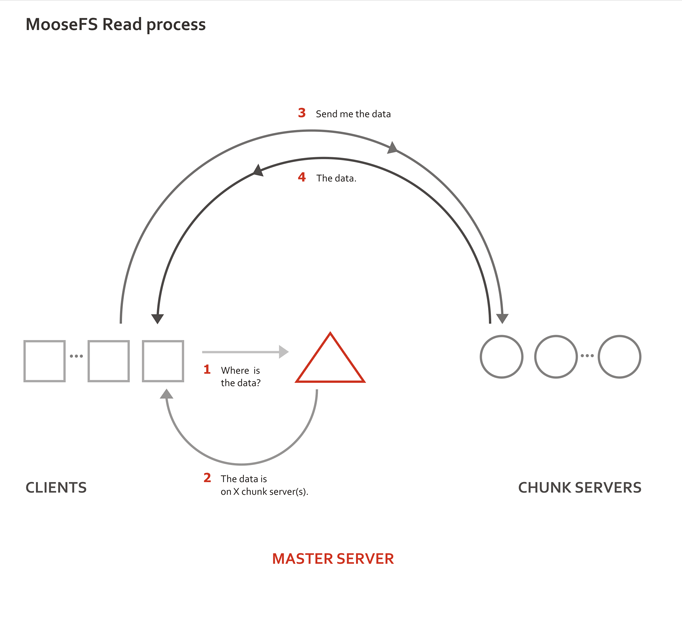 MooseFS Read process
3 Send me the data
4 The data.
1 Where is
the data?
2 The data is
on X chunk server(s).
CLIENTS
CHUNK SERVERS
MASTER SERVER